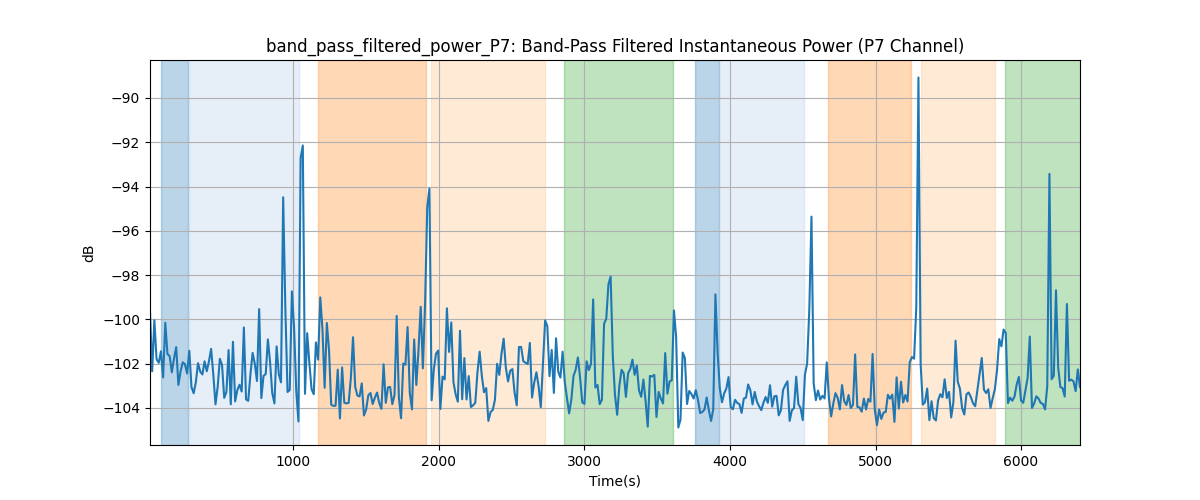 band_pass_filtered_power_P7: Band-Pass Filtered Instantaneous Power (P7 Channel)
dB
−90
−92
−94
−96
−98
−100
−102
−104
1000 2000 3000 4000 5000 6000
Time(s)